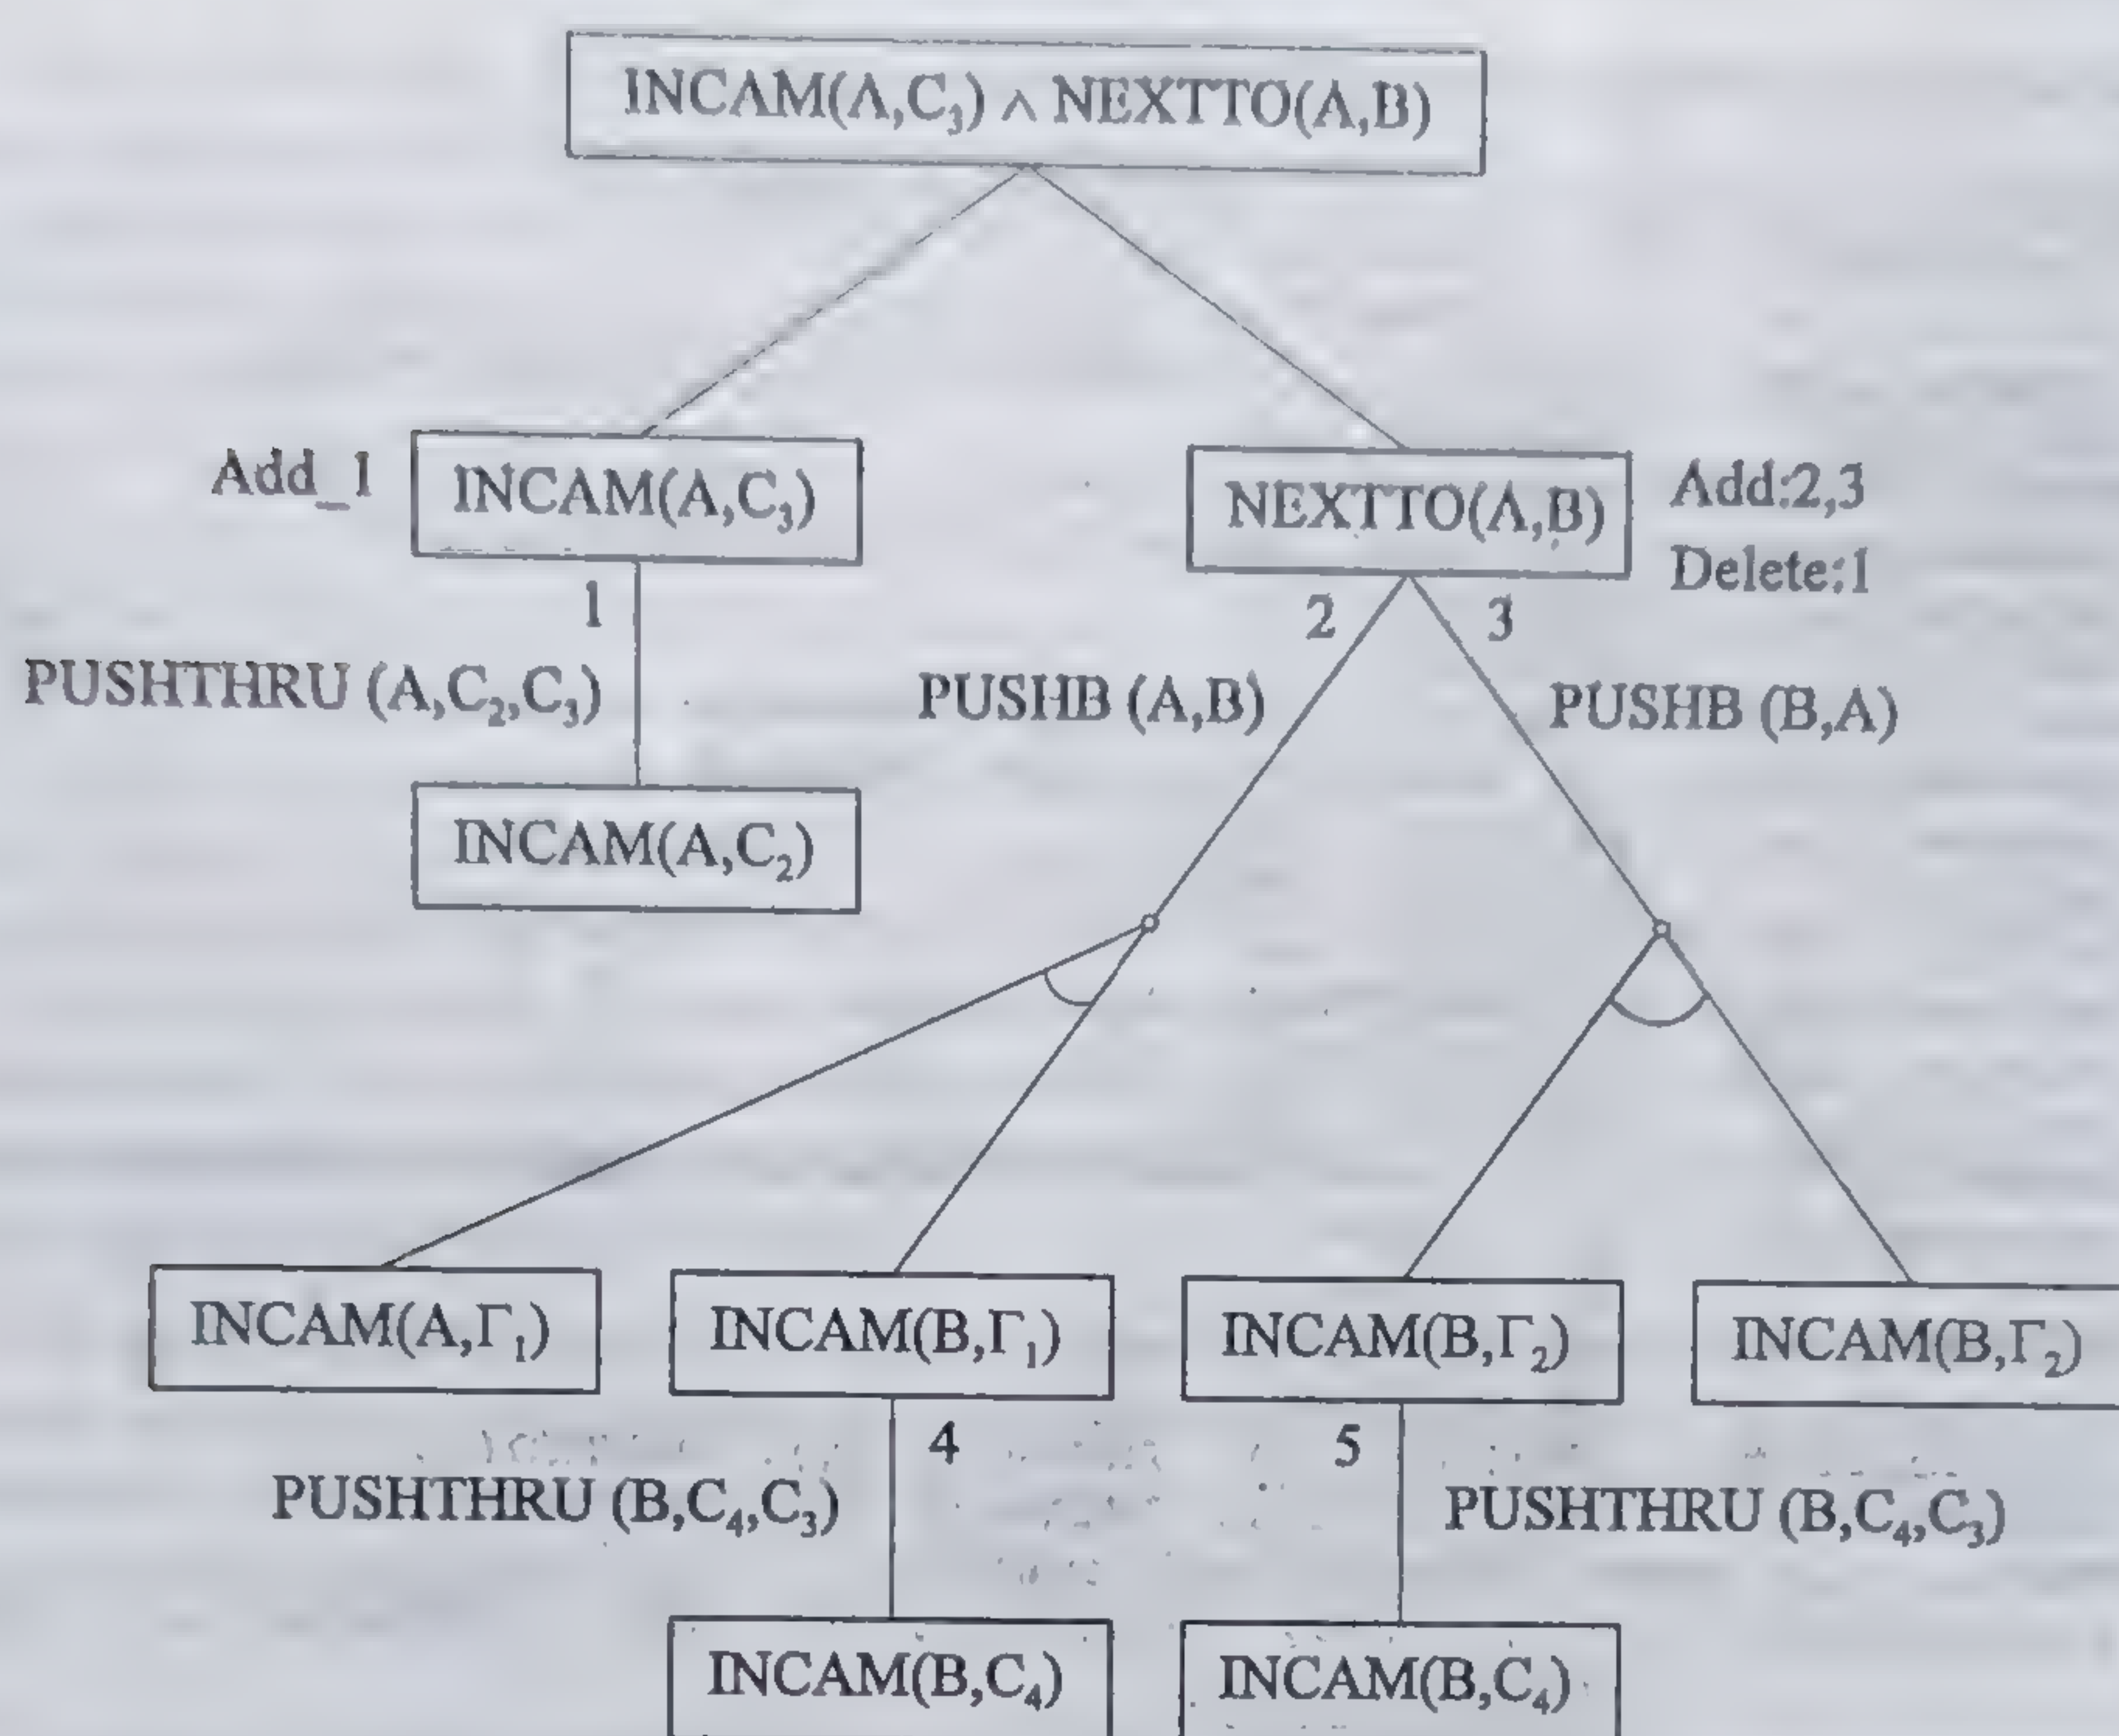 INCAM(A,C₃) ∧ NEXTTO(A,B)
Add_1
INCAM(A,C₃)
NEXTTO(A,B)
Add:2,3
Delete:1
1
2
3
PUSHTHRU (A,C₂,C₃)
PUSHB (A,B)
PUSHB (B,A)
INCAM(A,C₂)
INCAM(A,Γ₁)
INCAM(B,Γ₁)
INCAM(B,Γ₂)
INCAM(B,Γ₂)
4
5
PUSHTHRU (B,C₄,C₃)
PUSHTHRU (B,C₄,C₃)
INCAM(B,C₄)
INCAM(B,C₄)